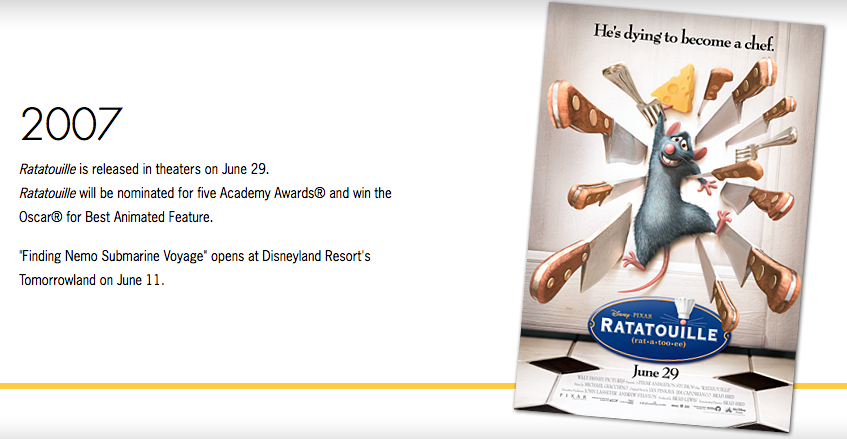 He's dying to become a chef.
2007
Ratatouille is released in theaters on June 29.
Ratatouille will be nominated for five Academy Awards® and win the
Oscar® for Best Animated Feature.
"Finding Nemo Submarine Voyage" opens at Disneyland Resort's
Tomorrowland on June 11.
Disney · PIXAR
RATATOUILLE
(rat•a•too•ee)
June 29
PIXAR